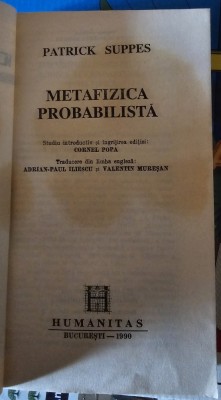 PATRICK SUPPES
METAFIZICA
PROBABILISTĂ
Studiu introductiv și îngrijirea ediției:
CORNEL POPA
Traducere din limba engleză:
ADRIAN-PAUL ILIESCU și VALENTIN MUREȘAN
HUMANITAS
BUCUREȘTI — 1990